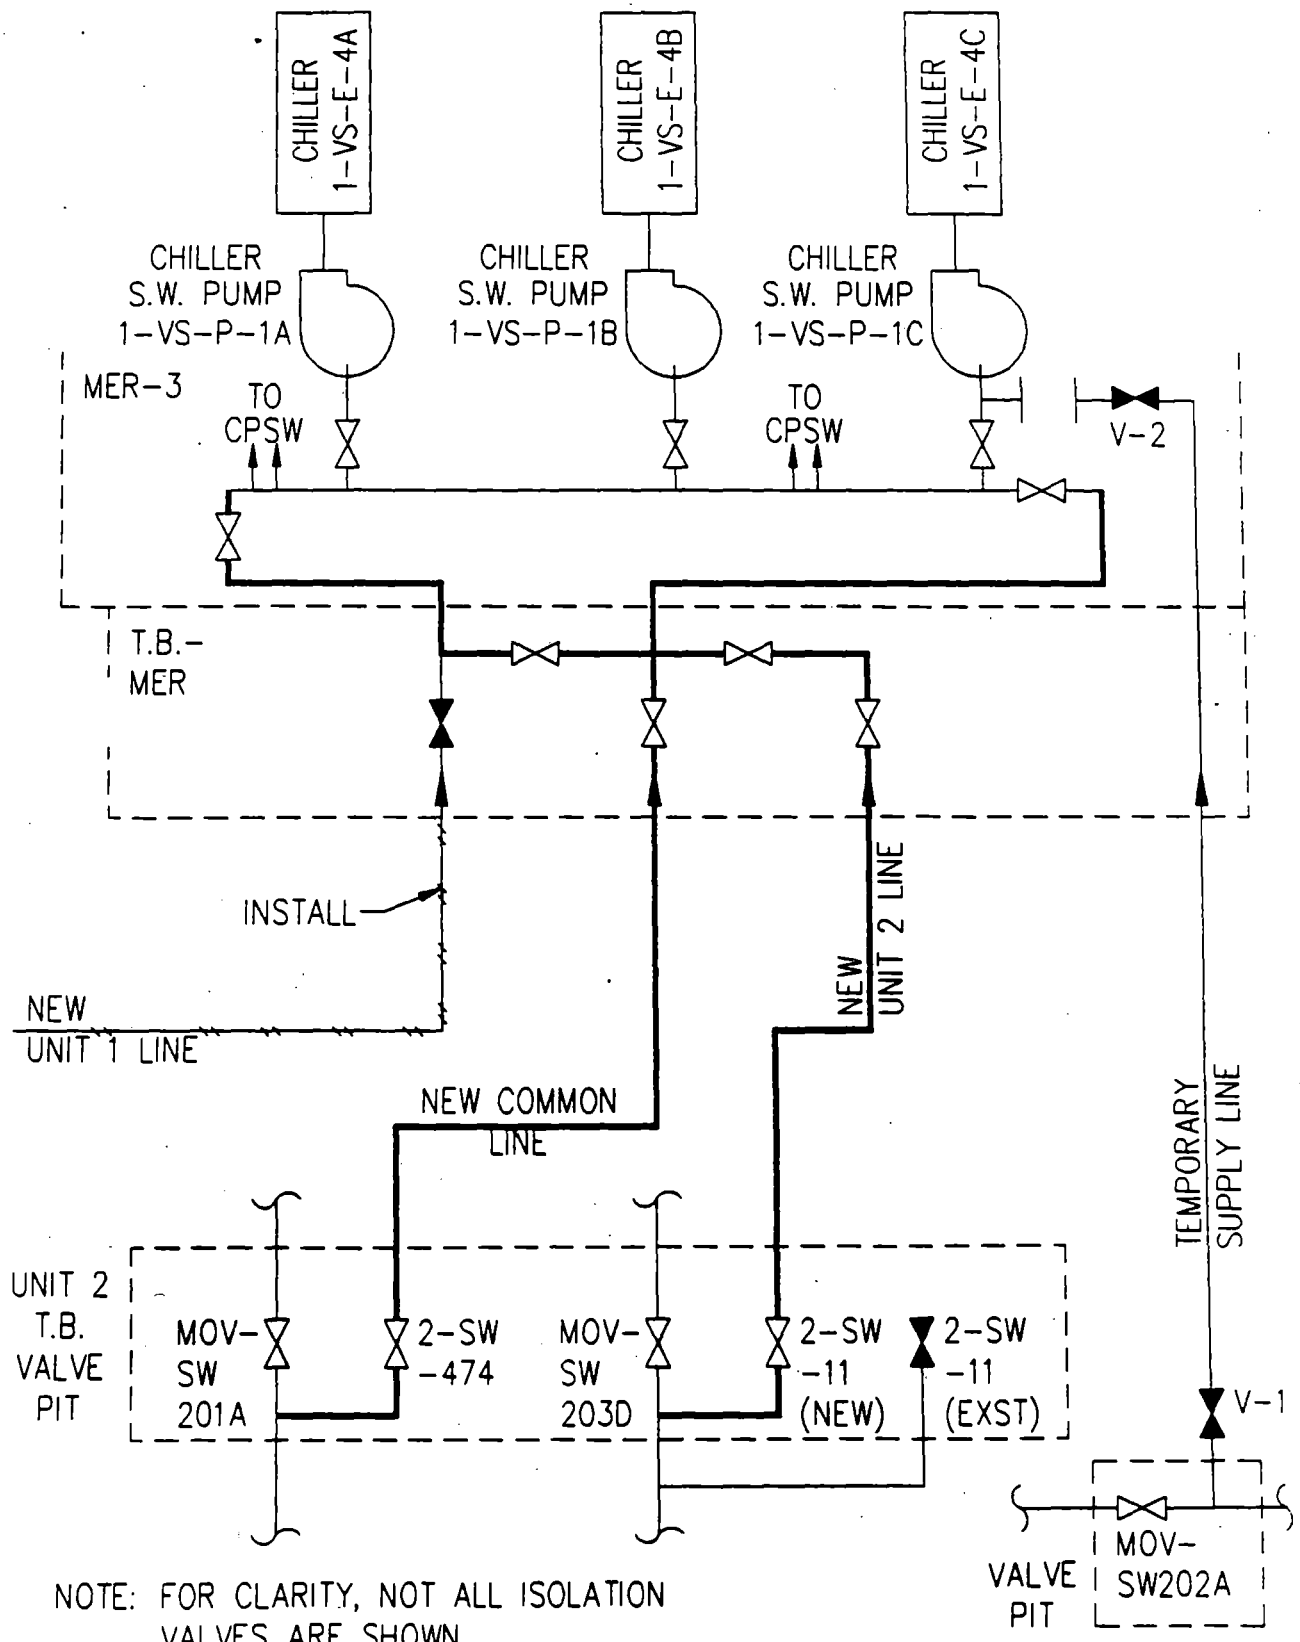 CHILLER
1-VS-E-4A
CHILLER
1-VS-E-4B
CHILLER
1-VS-E-4C
CHILLER
S.W. PUMP
1-VS-P-1A
CHILLER
S.W. PUMP
1-VS-P-1B
CHILLER
S.W. PUMP
1-VS-P-1C
MER-3
TO
CPSW
TO
CPSW
V-2
T.B.-
MER
INSTALL
NEW
UNIT 1 LINE
NEW
UNIT 2 LINE
NEW COMMON
LINE
TEMPORARY
SUPPLY LINE
UNIT 2
T.B.
VALVE
PIT
MOV-
SW
201A
2-SW
-474
MOV-
SW
203D
2-SW
-11
(NEW)
2-SW
-11
(EXST)
V-1
VALVE
PIT
MOV-
SW202A
NOTE: FOR CLARITY, NOT ALL ISOLATION
VALVES ARE SHOWN